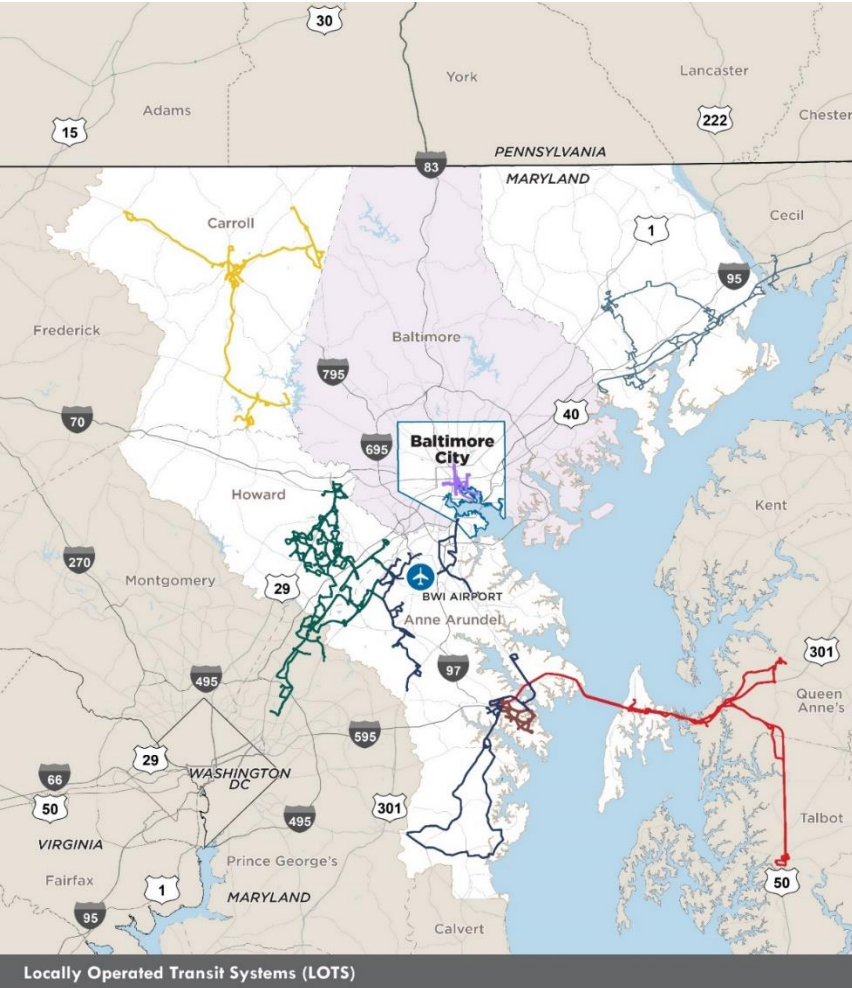 30
York
Lancaster
Adams
222
Chester
15
PENNSYLVANIA
83
MARYLAND
Carroll
Cecil
1
95
Frederick
Baltimore
795
40
70
695
Baltimore
City
Howard
Kent
270
Montgomery
29
BWI AIRPORT
Anne Arundel
301
495
97
Queen
Anne's
595
29
WASHINGTON
DC
66
50
301
495
Talbot
VIRGINIA
Prince George's
Fairfax
1
MARYLAND
50
95
Calvert
Locally Operated Transit Systems (LOTS)